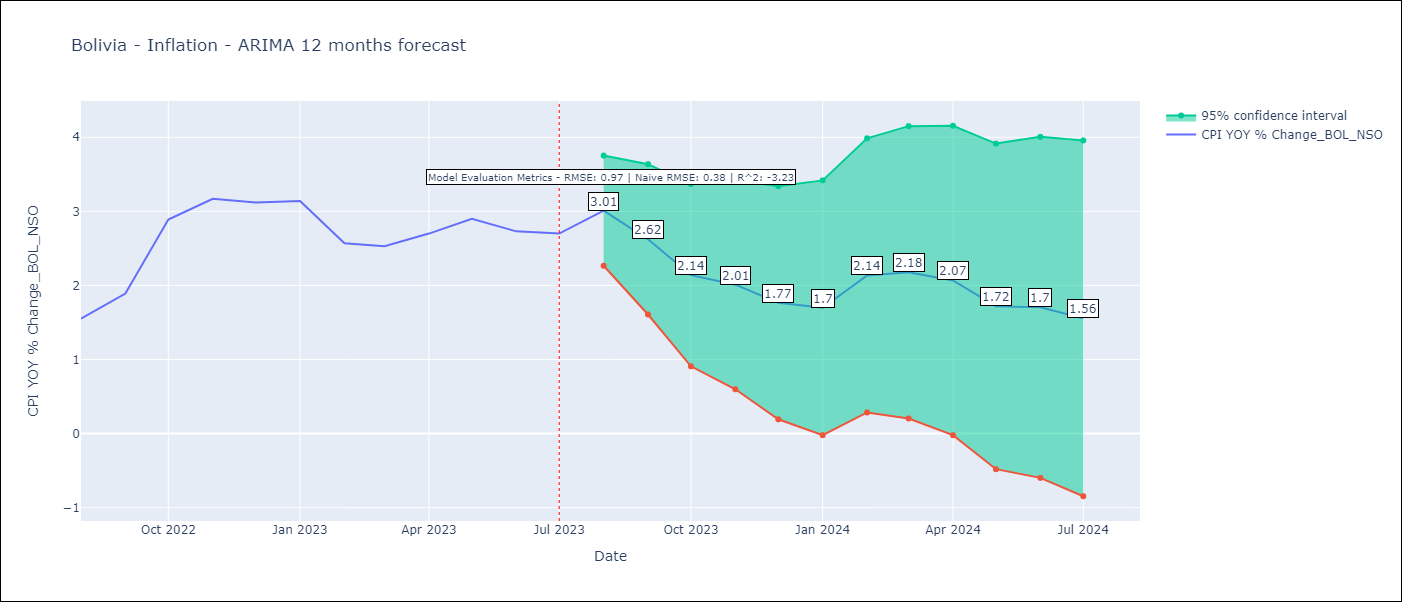 Bolivia - Inflation - ARIMA 12 months forecast
95% confidence interval
CPI YOY % Change_BOL_NSO
CPI YOY % Change_BOL_NSO
4
3
2
1
0
−1
Model Evaluation Metrics - RMSE: 0.97 | Naive RMSE: 0.38 | R^2: -3.23
3.01
2.62
2.14
2.01
1.77
1.7
2.14
2.18
2.07
1.72
1.7
1.56
Oct 2022
Jan 2023
Apr 2023
Jul 2023
Oct 2023
Jan 2024
Apr 2024
Jul 2024
Date